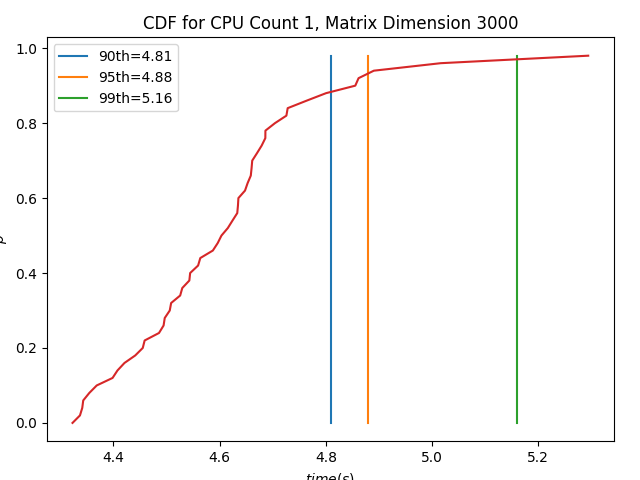 CDF for CPU Count 1, Matrix Dimension 3000
90th=4.81
95th=4.88
99th=5.16
1.0
0.8
0.6
0.4
0.2
0.0
4.4 4.6 4.8 5.0 5.2
time(s)